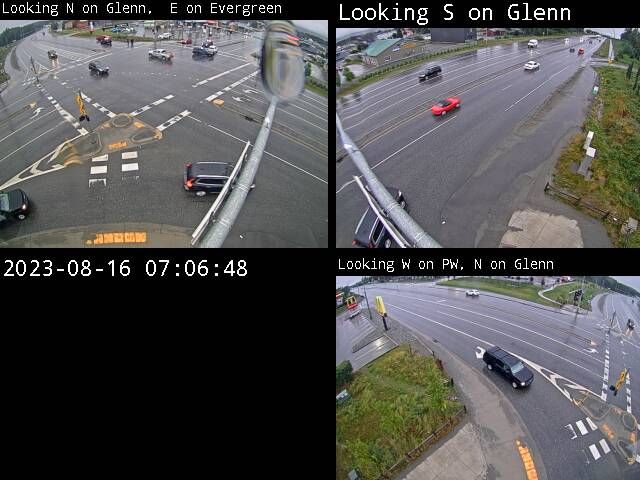 Looking N on Glenn,  E on Evergreen
Looking S on Glenn
2023-08-16 07:06:48
Looking W on PW, N on Glenn